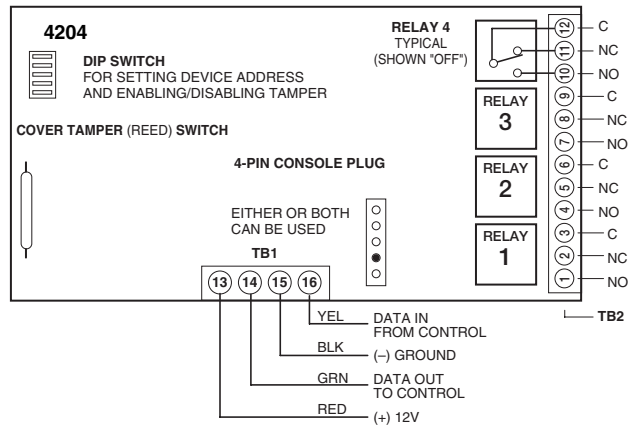 4204
DIP SWITCH
FOR SETTING DEVICE ADDRESS
AND ENABLING/DISABLING TAMPER
COVER TAMPER (REED) SWITCH
4-PIN CONSOLE PLUG
EITHER OR BOTH
CAN BE USED
TB1
13 14 15 16
RELAY 4
TYPICAL
(SHOWN "OFF")
RELAY
3
RELAY
2
RELAY
1
12 C
11 NC
10 NO
9 C
8 NC
7 NO
6 C
5 NC
4 NO
3 C
2 NC
1 NO
TB2
YEL DATA IN
FROM CONTROL
BLK (–) GROUND
GRN DATA OUT
TO CONTROL
RED (+) 12V